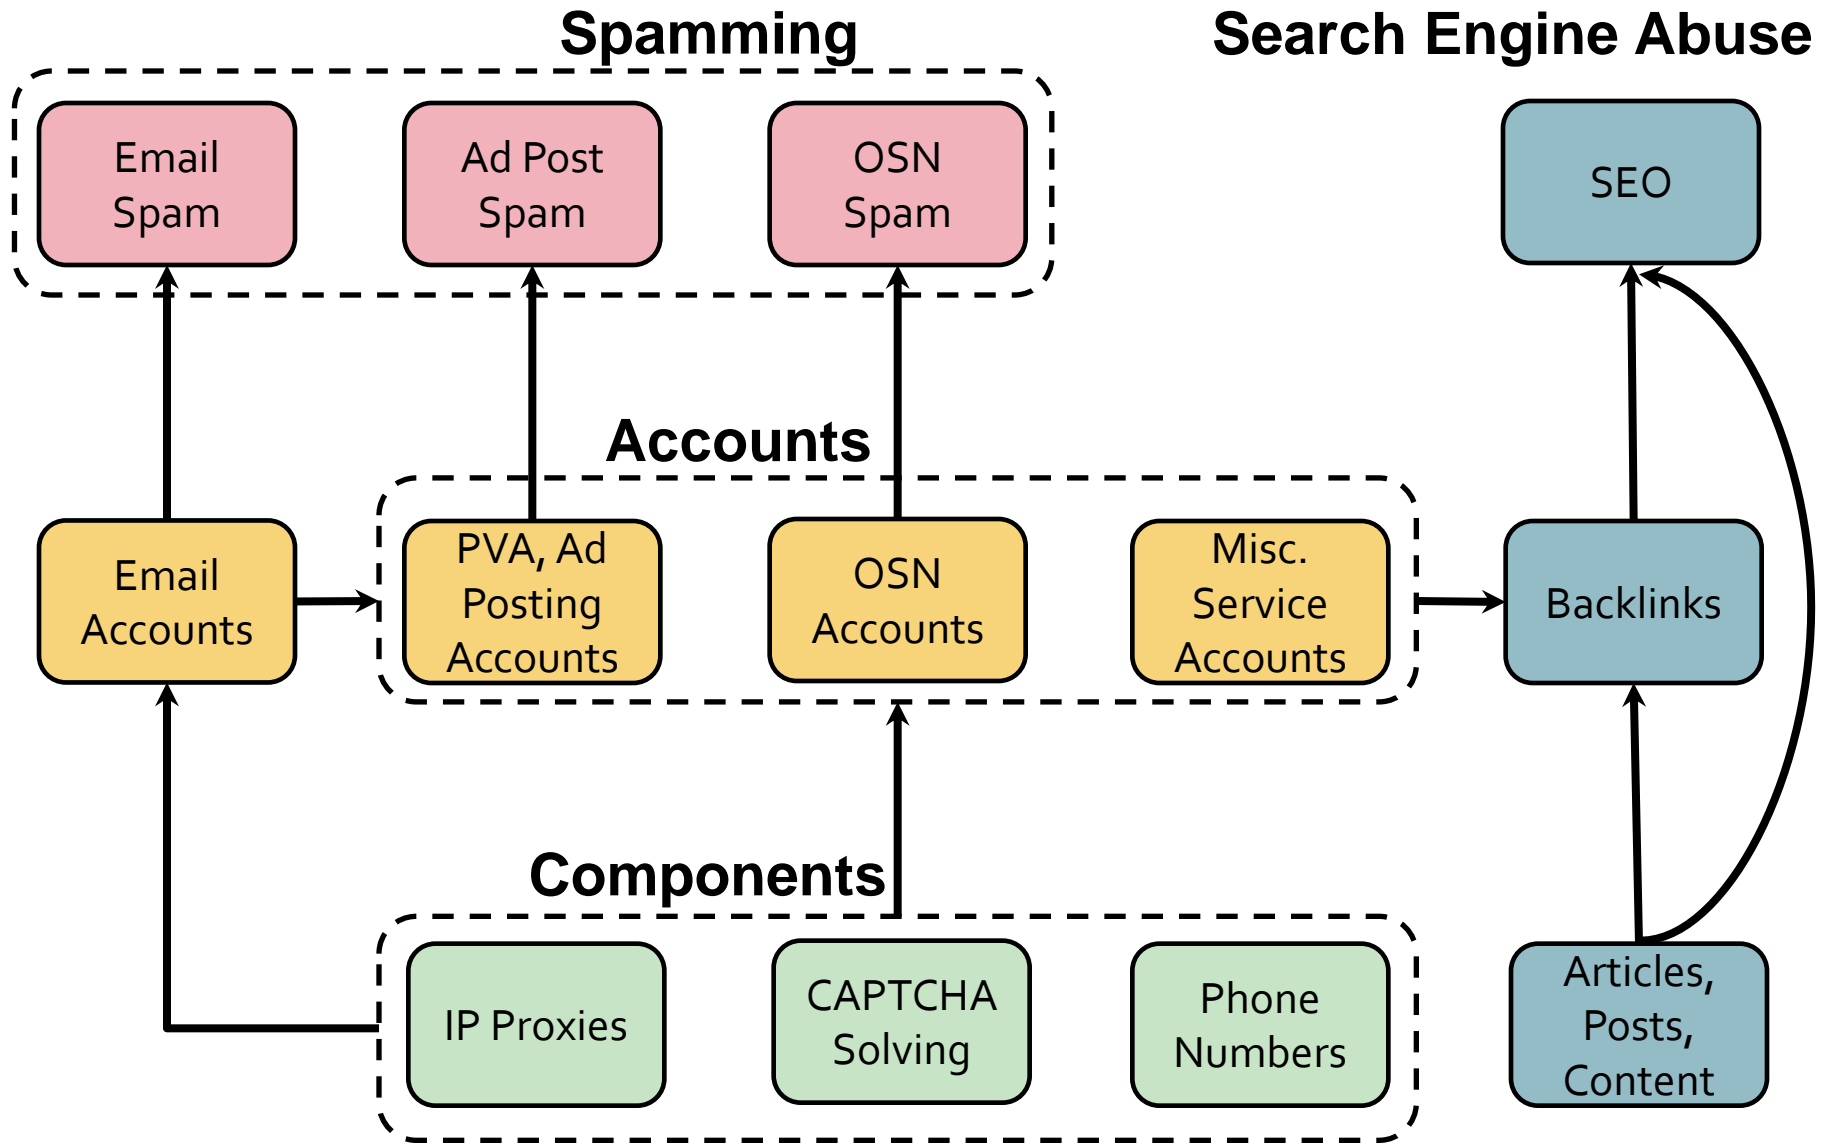 Spamming
Search Engine Abuse
Email
Spam
Ad Post
Spam
OSN
Spam
SEO
Accounts
Email
Accounts
PVA, Ad
Posting
Accounts
OSN
Accounts
Misc.
Service
Accounts
Backlinks
Components
IP Proxies
CAPTCHA
Solving
Phone
Numbers
Articles,
Posts,
Content